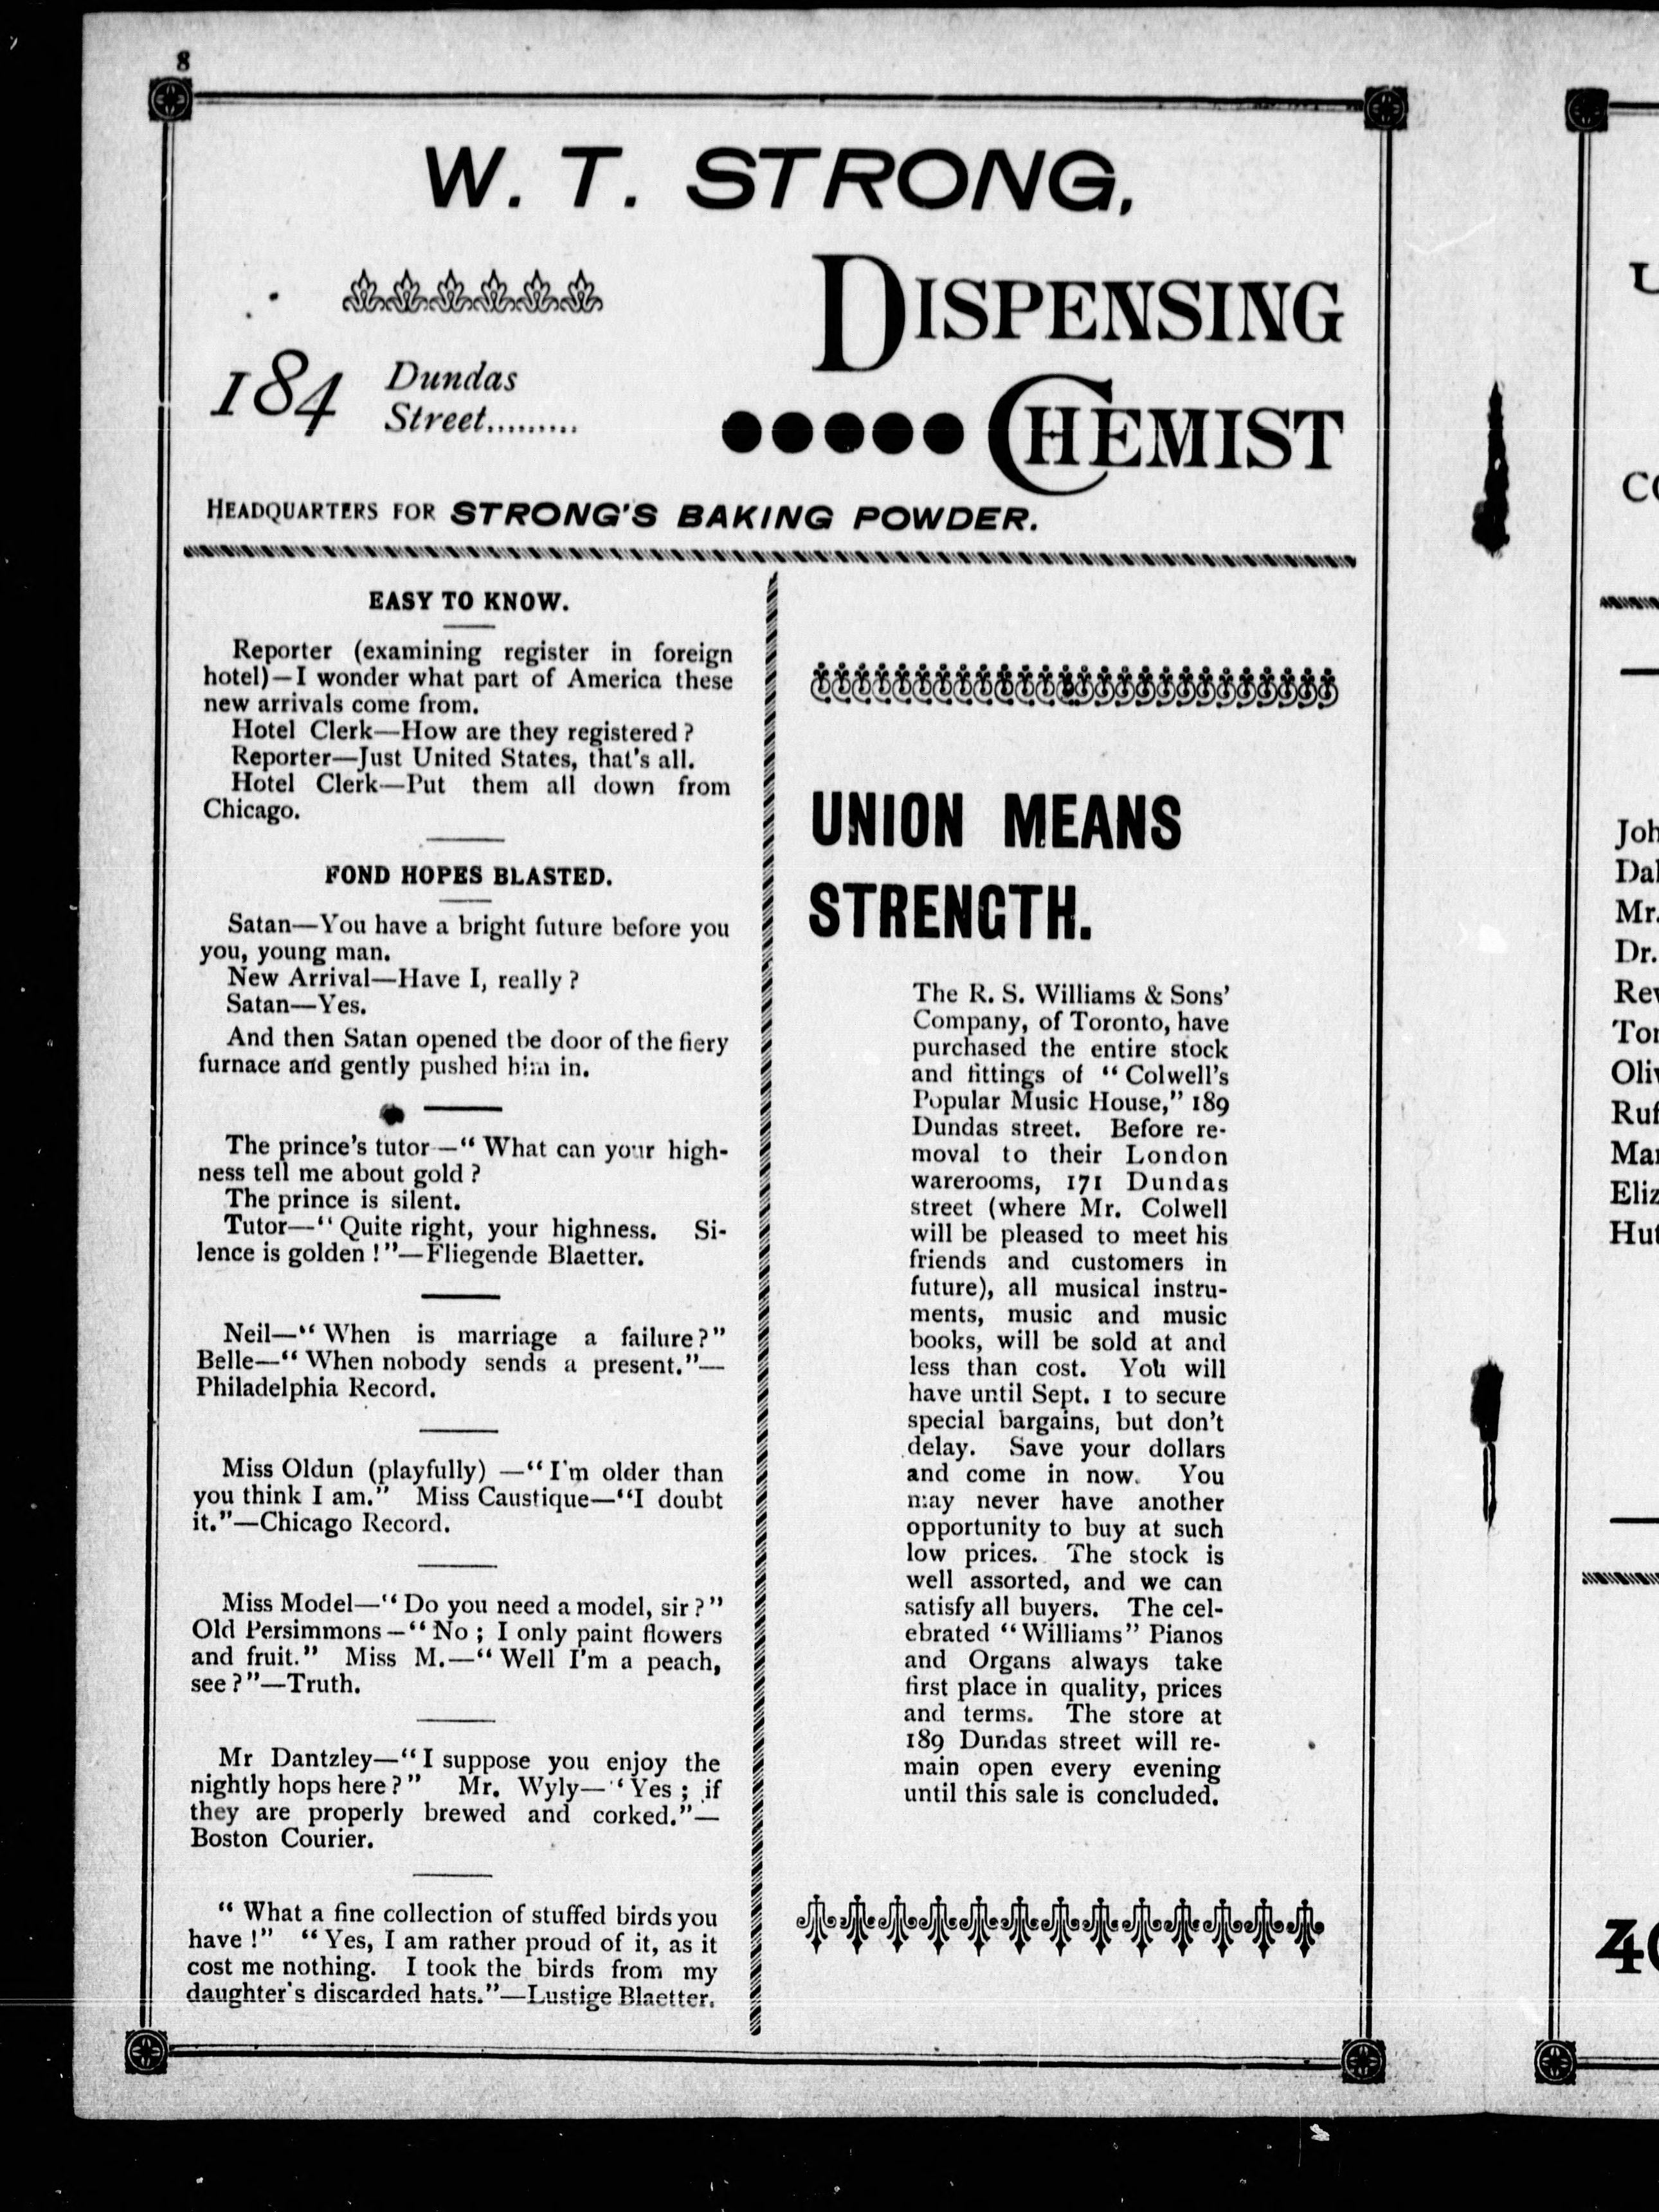 8
W. T. STRONG,
184 Dundas
Street.........
DISPENSING
CHEMIST
HEADQUARTERS FOR STRONG'S BAKING POWDER.
EASY TO KNOW.
Reporter (examining register in foreign
hotel)—I wonder what part of America these
new arrivals come from.
Hotel Clerk—How are they registered?
Reporter—Just United States, that's all.
Hotel Clerk—Put them all down from
Chicago.
FOND HOPES BLASTED.
Satan—You have a bright future before you
you, young man.
New Arrival—Have I, really?
Satan—Yes.
And then Satan opened the door of the fiery
furnace and gently pushed him in.
The prince's tutor—“What can your high-
ness tell me about gold?
The prince is silent.
Tutor—“Quite right, your highness. Si-
lence is golden!”—Fliegende Blaetter.
Neil—“When is marriage a failure?”
Belle—“When nobody sends a present.”—
Philadelphia Record.
Miss Oldun (playfully) —“I'm older than
you think I am.” Miss Caustique—“I doubt
it.”—Chicago Record.
Miss Model—“Do you need a model, sir?”
Old Persimmons—“No; I only paint flowers
and fruit.” Miss M.—“Well I'm a peach,
see?”—Truth.
Mr Dantzley—“I suppose you enjoy the
nightly hops here?” Mr. Wyly—‘Yes; if
they are properly brewed and corked.”—
Boston Courier.
“What a fine collection of stuffed birds you
have!” “Yes, I am rather proud of it, as it
cost me nothing. I took the birds from my
daughter's discarded hats.”—Lustige Blaetter.
UNION MEANS
STRENGTH.
The R. S. Williams & Sons'
Company, of Toronto, have
purchased the entire stock
and fittings of “Colwell's
Popular Music House,” 189
Dundas street. Before re-
moval to their London
warerooms, 171 Dundas
street (where Mr. Colwell
will be pleased to meet his
friends and customers in
future), all musical instru-
ments, music and music
books, will be sold at and
less than cost. You will
have until Sept. 1 to secure
special bargains, but don't
delay. Save your dollars
and come in now. You
may never have another
opportunity to buy at such
low prices. The stock is
well assorted, and we can
satisfy all buyers. The cel-
ebrated “Williams” Pianos
and Organs always take
first place in quality, prices
and terms. The store at
189 Dundas street will re-
main open every evening
until this sale is concluded.
Mr.
Dr.